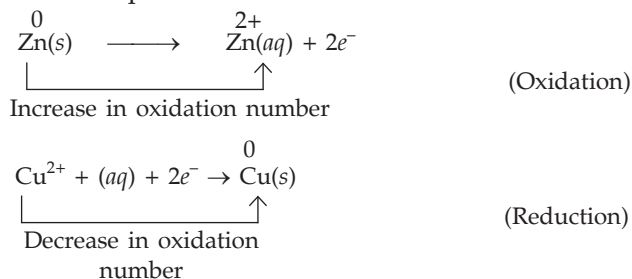 0 2+
Zn(s) ⟶ Zn(aq) + 2e⁻
(Oxidation)
Increase in oxidation number
0
Cu²⁺ + (aq) + 2e⁻ → Cu(s)
(Reduction)
Decrease in oxidation
number